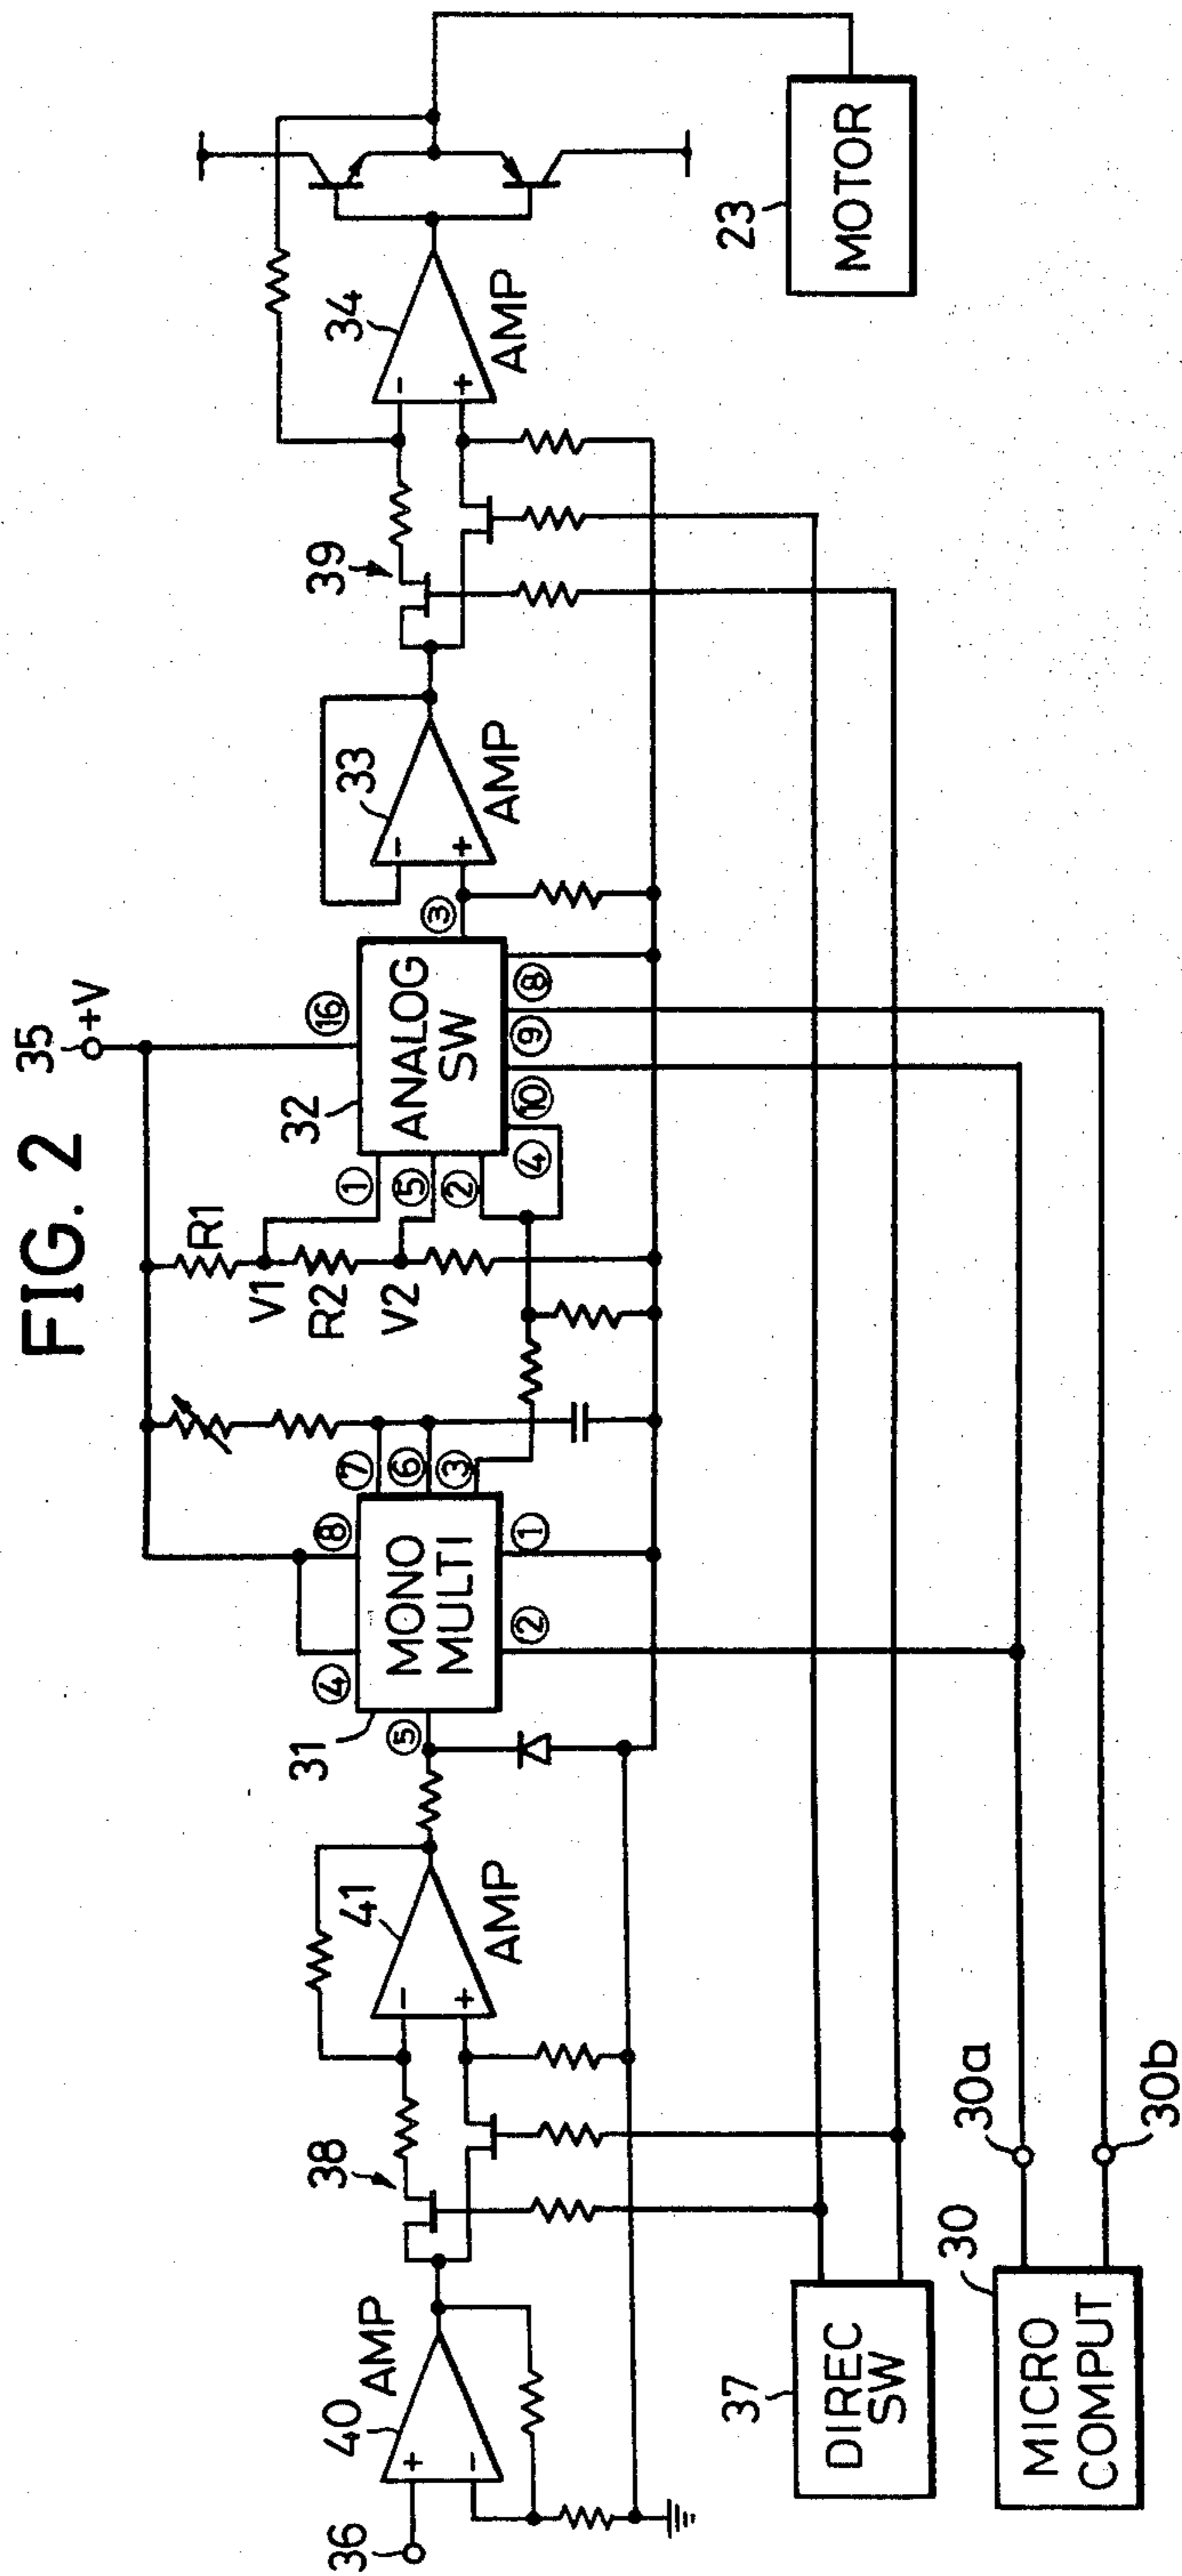 FIG. 2
35
+V
R1
V1
R2
V2
36
40
+
-
AMP
38
41
-
+
AMP
31
MONO
MULTI
④
⑧
⑤
⑦
⑥
③
②
①
32
ANALOG
SW
⑯
①
⑤
②
④
⑩
⑨
⑧
③
33
-
+
AMP
39
34
-
+
AMP
23
MOTOR
37
DIREC
SW
30
MICRO
COMPUT
30a
30b